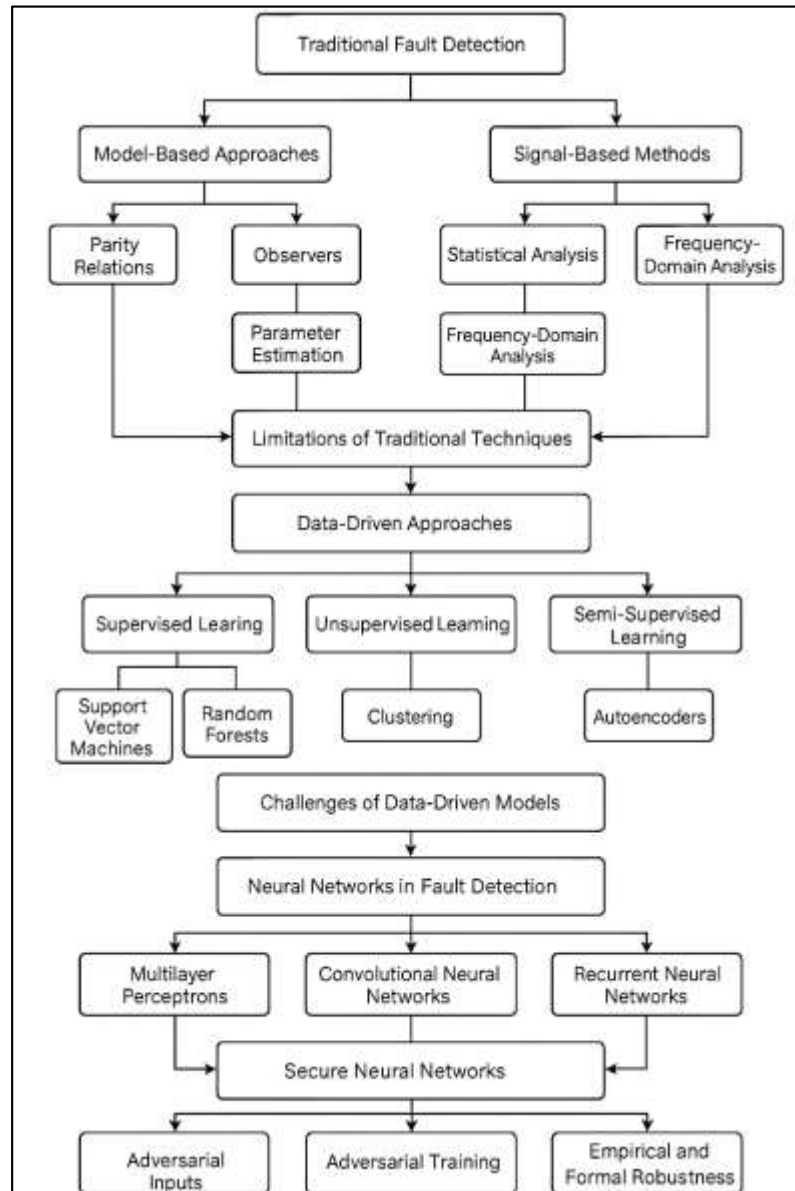 Traditional Fault Detection
Model-Based Approaches
Signal-Based Methods
Parity
Relations
Observers
Statistical Analysis
Frequency-
Domain Analysis
Parameter
Estimation
Frequency-Domain
Analysis
Limitations of Traditional Techniques
Data-Driven Approaches
Supervised Learing
Unsupervised Leaming
Semi-Supervised
Learning
Support
Vector
Machines
Random
Forests
Clustering
Autoencoders
Challenges of Data-Driven Models
Neural Networks in Fault Detection
Multilayer
Perceptrons
Convolutional Neural
Networks
Recurrent Neural
Networks
Secure Neural Networks
Adversarial
Inputs
Adversarial Training
Empirical and
Formal Robustness